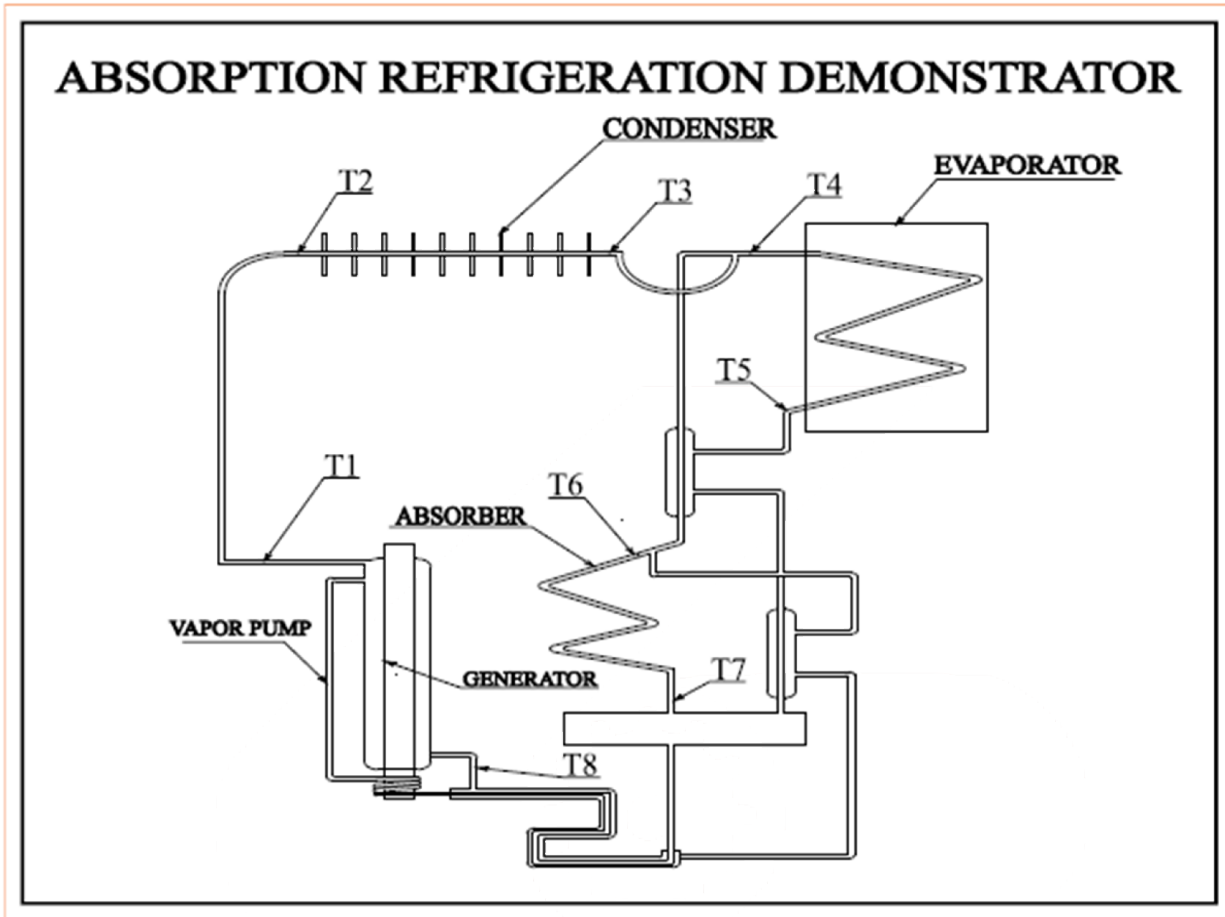 ABSORPTION REFRIGERATION DEMONSTRATOR
CONDENSER
EVAPORATOR
T2
T3
T4
T5
T6
T1
ABSORBER
VAPOR PUMP
GENERATOR
T7
T8